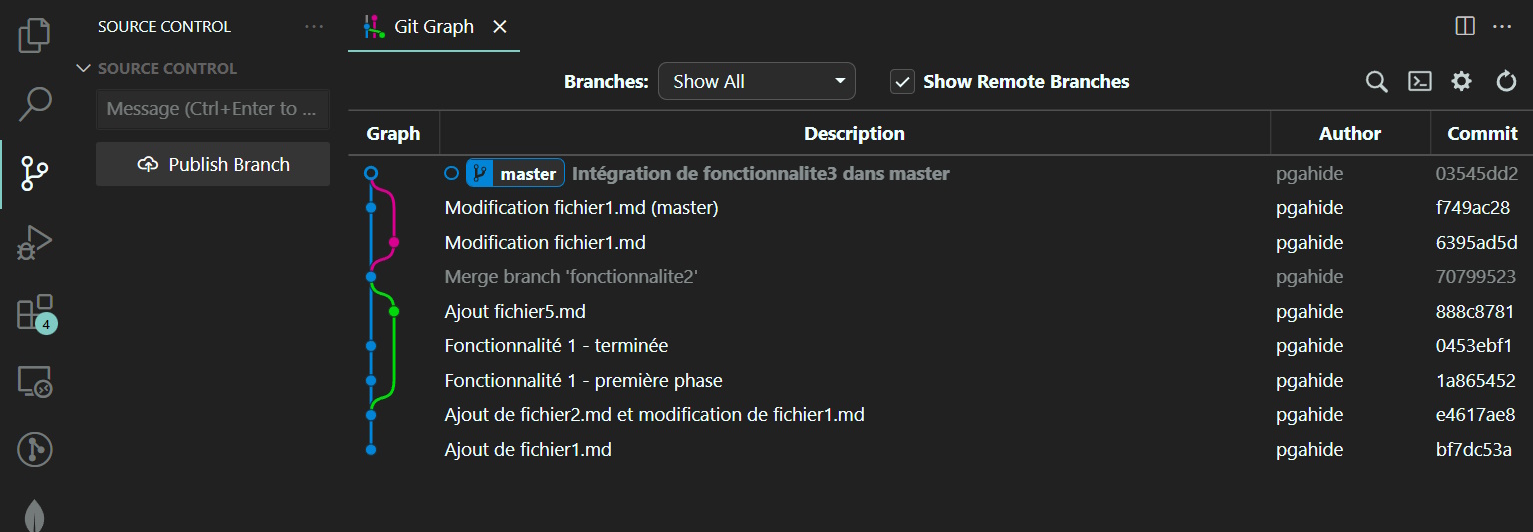 SOURCE CONTROL ...
Git Graph
SOURCE CONTROL
Message (Ctrl+Enter to ...
Publish Branch
Branches: Show All Show Remote Branches
Graph Description Author Commit
master Intégration de fonctionnalite3 dans master pgahide 03545dd2
Modification fichier1.md (master) pgahide f749ac28
Modification fichier1.md pgahide 6395ad5d
Merge branch 'fonctionnalite2' pgahide 70799523
Ajout fichier5.md pgahide 888c8781
Fonctionnalité 1 - terminée pgahide 0453ebf1
Fonctionnalité 1 - première phase pgahide 1a865452
Ajout de fichier2.md et modification de fichier1.md pgahide e4617ae8
Ajout de fichier1.md pgahide bf7dc53a
4